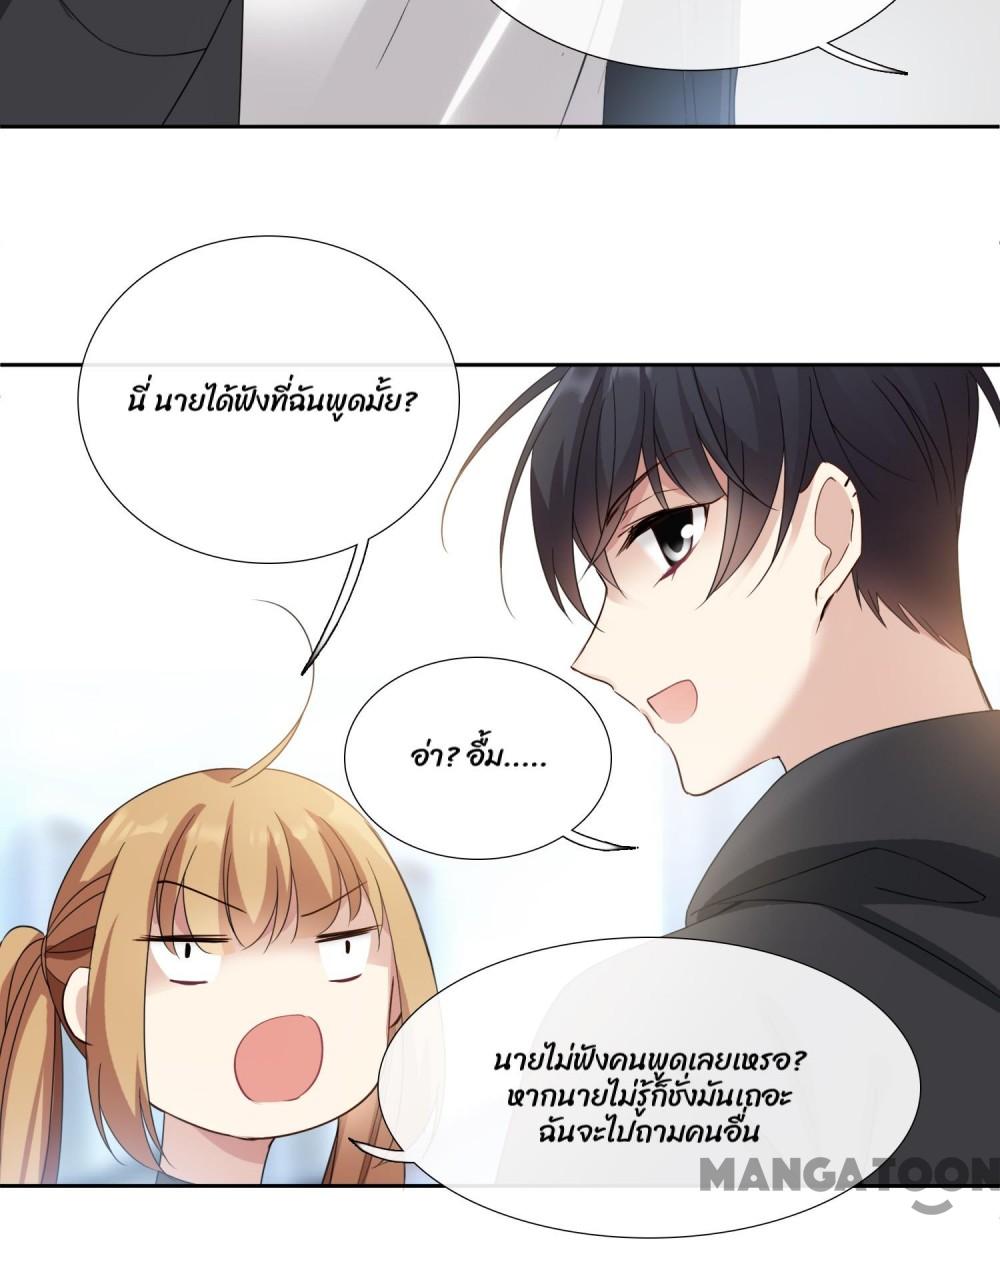 นี่ นายได้ฟังที่ฉันพูดมั้ย?
อ่า? อื้ม.....
นายไม่ฟังคนพูดเลยเหรอ?
หากนายไม่รู้ก็ชั่งมันเถอะ
ฉันจะไปถามคนอื่น
MANGATOON